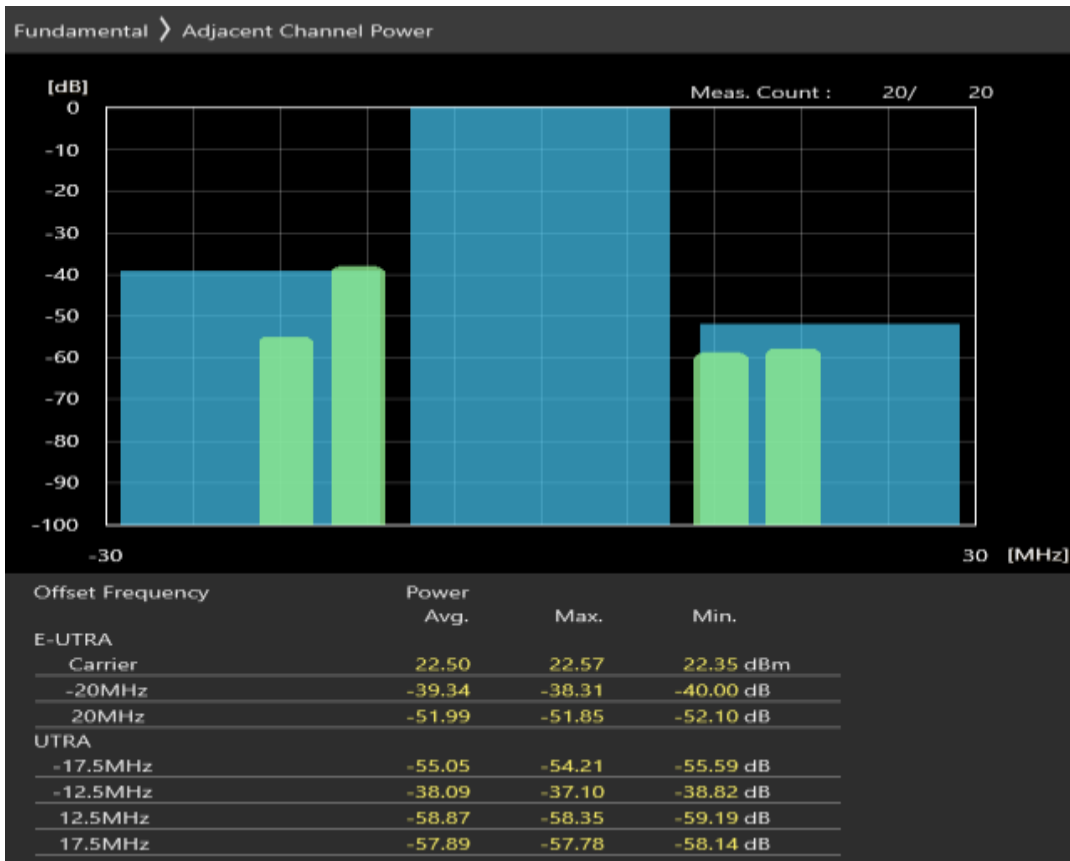 Fundamental 〉 Adjacent Channel Power
[dB]
Meas. Count : 20/ 20
0
-10
-20
-30
-40
-50
-60
-70
-80
-90
-100
-30 30 [MHz]
Offset Frequency Power
Avg. Max. Min.
E-UTRA
Carrier 22.50 22.57 22.35 dBm
-20MHz -39.34 -38.31 -40.00 dB
20MHz -51.99 -51.85 -52.10 dB
UTRA
-17.5MHz -55.05 -54.21 -55.59 dB
-12.5MHz -38.09 -37.10 -38.82 dB
12.5MHz -58.87 -58.35 -59.19 dB
17.5MHz -57.89 -57.78 -58.14 dB